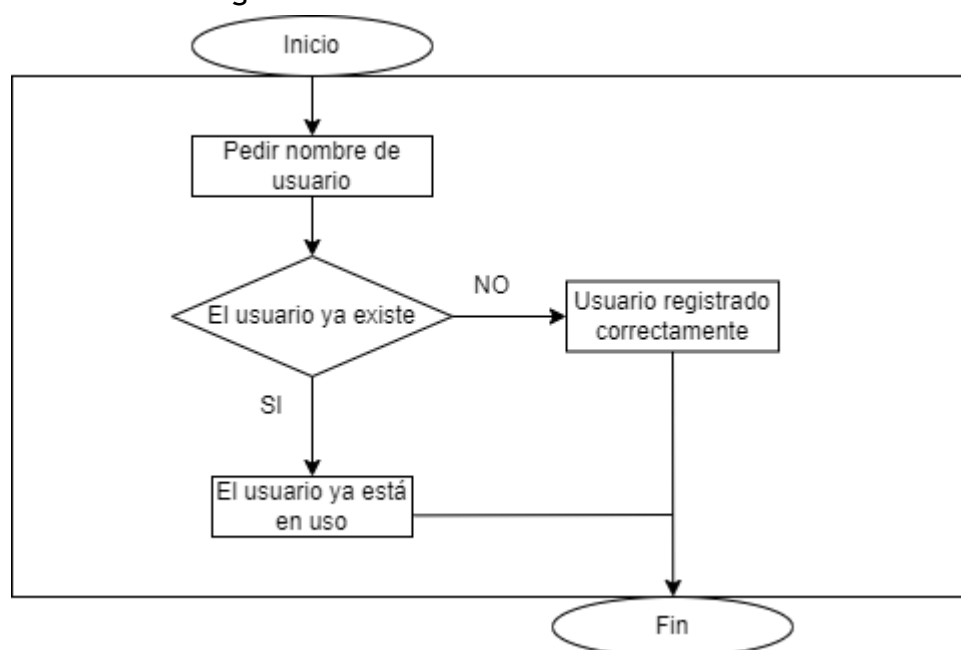 Inicio
Pedir nombre de
usuario
El usuario ya existe
NO
Usuario registrado
correctamente
SI
El usuario ya está
en uso
Fin